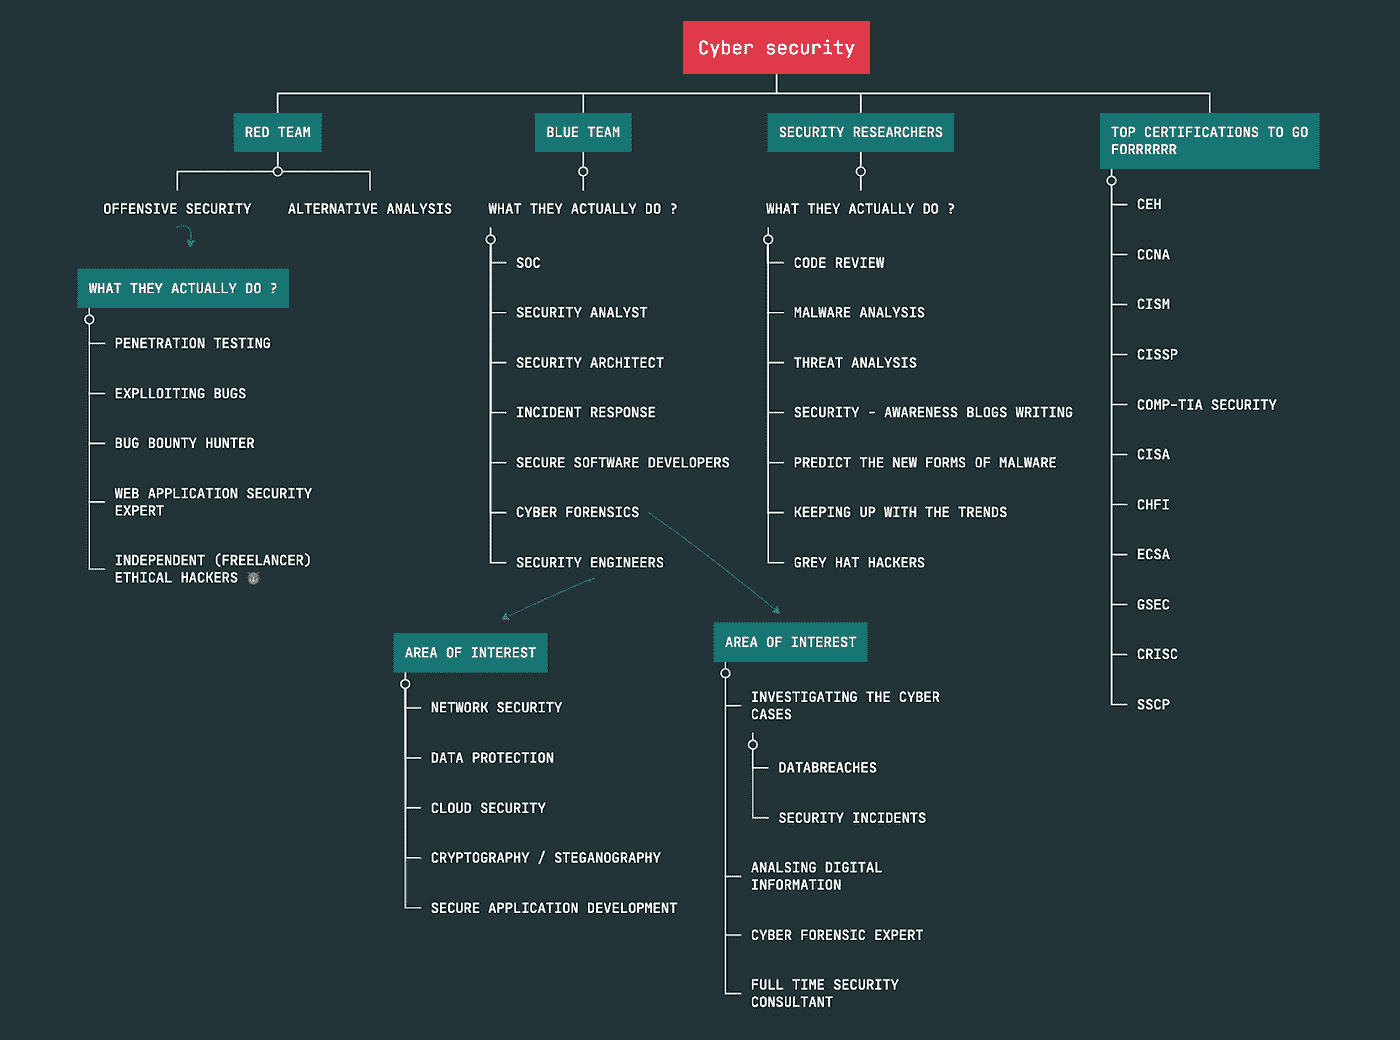 Cyber security
RED TEAM
OFFENSIVE SECURITY
ALTERNATIVE ANALYSIS
WHAT THEY ACTUALLY DO ?
PENETRATION TESTING
EXPLLOITING BUGS
BUG BOUNTY HUNTER
WEB APPLICATION SECURITY
EXPERT
INDEPENDENT (FREELANCER)
ETHICAL HACKERS
BLUE TEAM
WHAT THEY ACTUALLY DO ?
SOC
SECURITY ANALYST
SECURITY ARCHITECT
INCIDENT RESPONSE
SECURE SOFTWARE DEVELOPERS
CYBER FORENSICS
SECURITY ENGINEERS
AREA OF INTEREST
NETWORK SECURITY
DATA PROTECTION
CLOUD SECURITY
CRYPTOGRAPHY / STEGANOGRAPHY
SECURE APPLICATION DEVELOPMENT
AREA OF INTEREST
INVESTIGATING THE CYBER
CASES
DATABREACHES
SECURITY INCIDENTS
ANALSING DIGITAL
INFORMATION
CYBER FORENSIC EXPERT
FULL TIME SECURITY
CONSULTANT
SECURITY RESEARCHERS
WHAT THEY ACTUALLY DO ?
CODE REVIEW
MALWARE ANALYSIS
THREAT ANALYSIS
SECURITY - AWARENESS BLOGS WRITING
PREDICT THE NEW FORMS OF MALWARE
KEEPING UP WITH THE TRENDS
GREY HAT HACKERS
TOP CERTIFICATIONS TO GO
FORRRRRR
CEH
CCNA
CISM
CISSP
COMP-TIA SECURITY
CISA
CHFI
ECSA
GSEC
CRISC
SSCP